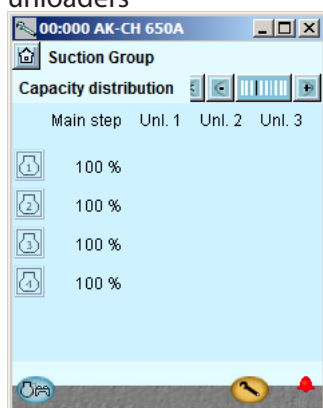 unloaders
00:000 AK-CH 650A
Suction Group
Capacity distribution
Main step Unl. 1 Unl. 2 Unl. 3
1 100 %
2 100 %
3 100 %
4 100 %